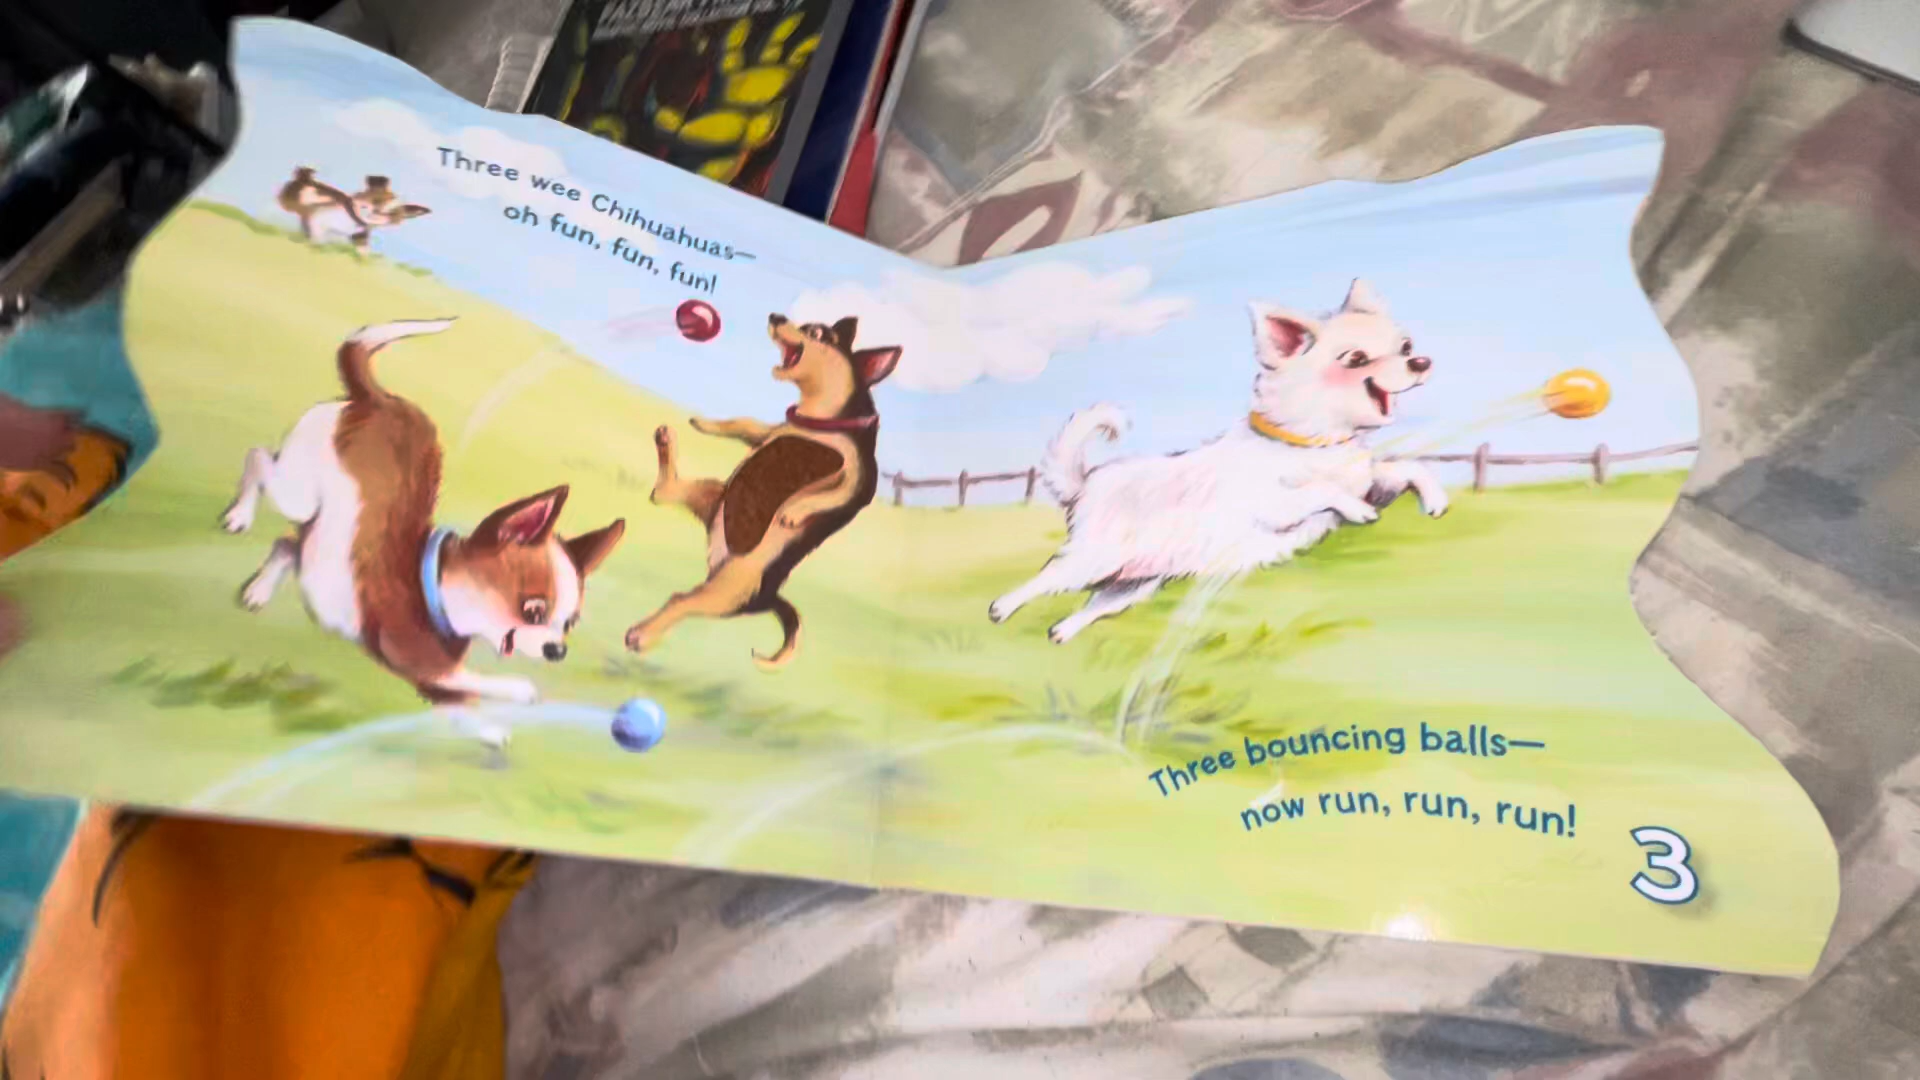 Three wee Chihuahuas—
oh fun, fun, fun!
Three bouncing balls—
now run, run, run!
3